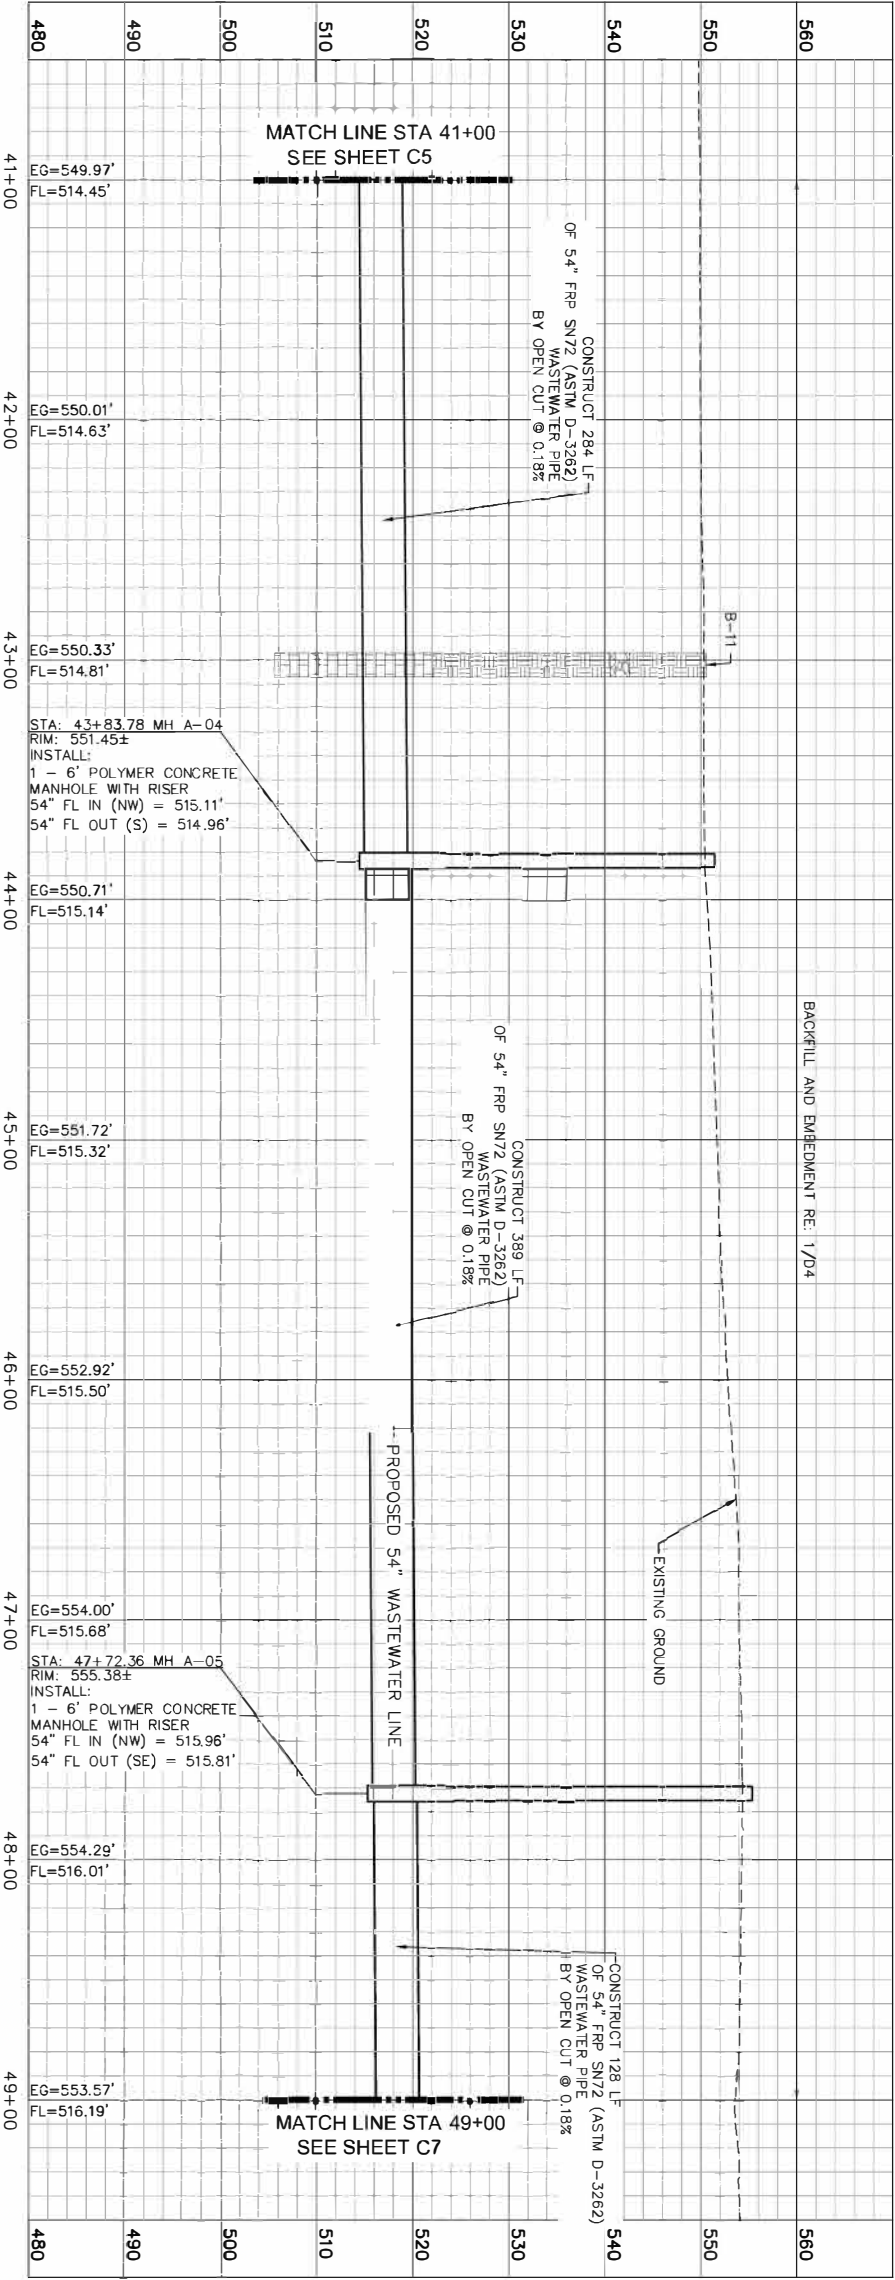 480
490
500
510
520
530
540
550
560
MATCH LINE STA 41+00
SEE SHEET C5
EG=549.97'
FL=514.45'
41+00
CONSTRUCT 284 LF
OF 54" FRP SN72 (ASTM D-3262)
WASTEWATER PIPE
BY OPEN CUT @ 0.18%
EG=550.01'
FL=514.63'
42+00
B-11
EG=550.33'
FL=514.81'
43+00
STA: 43+83.78 MH A-04
RIM: 551.45±
INSTALL:
1 - 6' POLYMER CONCRETE
MANHOLE WITH RISER
54" FL IN (NW) = 515.11'
54" FL OUT (S) = 514.96'
EG=550.71'
FL=515.14'
44+00
BACKFILL AND EMBEDMENT RE: 1/D4
CONSTRUCT 389 LF
OF 54" FRP SN72 (ASTM D-3262)
WASTEWATER PIPE
BY OPEN CUT @ 0.18%
EG=551.72'
FL=515.32'
45+00
EG=552.92'
FL=515.50'
46+00
PROPOSED 54" WASTEWATER LINE
EXISTING GROUND
EG=554.00'
FL=515.68'
47+00
STA: 47+72.36 MH A-05
RIM: 555.38±
INSTALL:
1 - 6' POLYMER CONCRETE
MANHOLE WITH RISER
54" FL IN (NW) = 515.96'
54" FL OUT (SE) = 515.81'
EG=554.29'
FL=516.01'
48+00
CONSTRUCT 128 LF
OF 54" FRP SN72 (ASTM D-3262)
WASTEWATER PIPE
BY OPEN CUT @ 0.18%
EG=553.57'
FL=516.19'
49+00
MATCH LINE STA 49+00
SEE SHEET C7
480
490
500
510
520
530
540
550
560